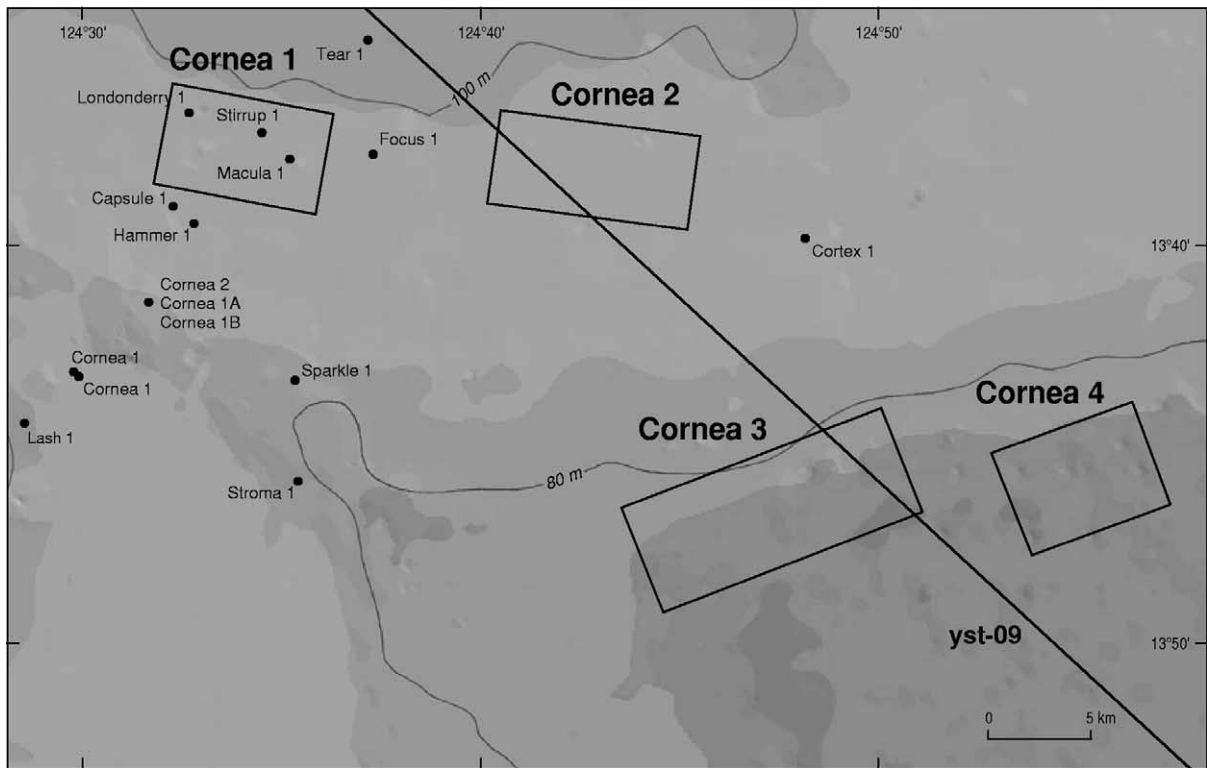 124°30'
124°40'
124°50'
Tear 1
Cornea 1
Londonderry 1
100 m
Cornea 2
Stirrup 1
Focus 1
Macula 1
Capsule 1
Hammer 1
Cortex 1
13°40'
Cornea 2
Cornea 1A
Cornea 1B
Cornea 1
Cornea 1
Sparkle 1
Cornea 4
Lash 1
Cornea 3
80 m
Stroma 1
yst-09
13°50'
0
5 km